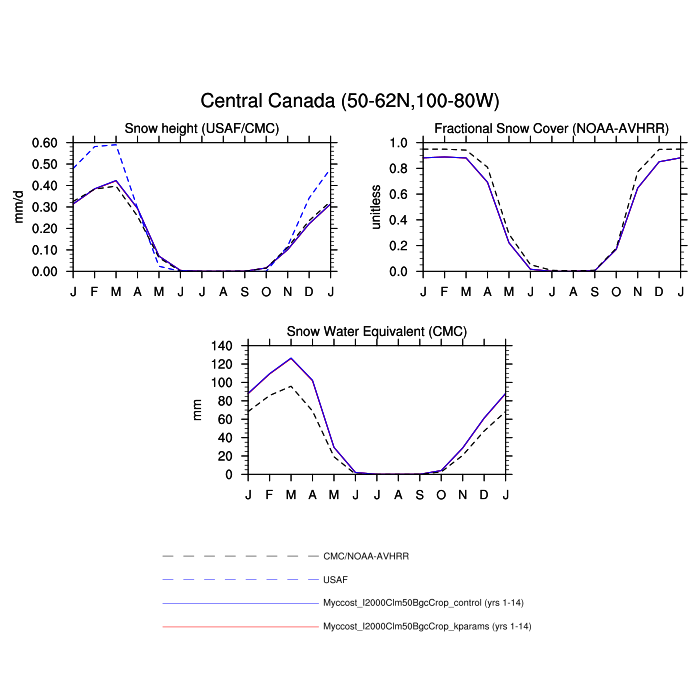 Central Canada (50-62N,100-80W)
Snow height (USAF/CMC)
Fractional Snow Cover (NOAA-AVHRR)
0.60
0.50
0.40
0.30
0.20
0.10
0.00
mm/d
J F M A M J J A S O N D J
1.0
0.8
0.6
0.4
0.2
0.0
unitless
J F M A M J J A S O N D J
Snow Water Equivalent (CMC)
140
120
100
80
60
40
20
0
mm
J F M A M J J A S O N D J
CMC/NOAA-AVHRR
USAF
Myccost_I2000Clm50BgcCrop_control (yrs 1-14)
Myccost_I2000Clm50BgcCrop_kparams (yrs 1-14)